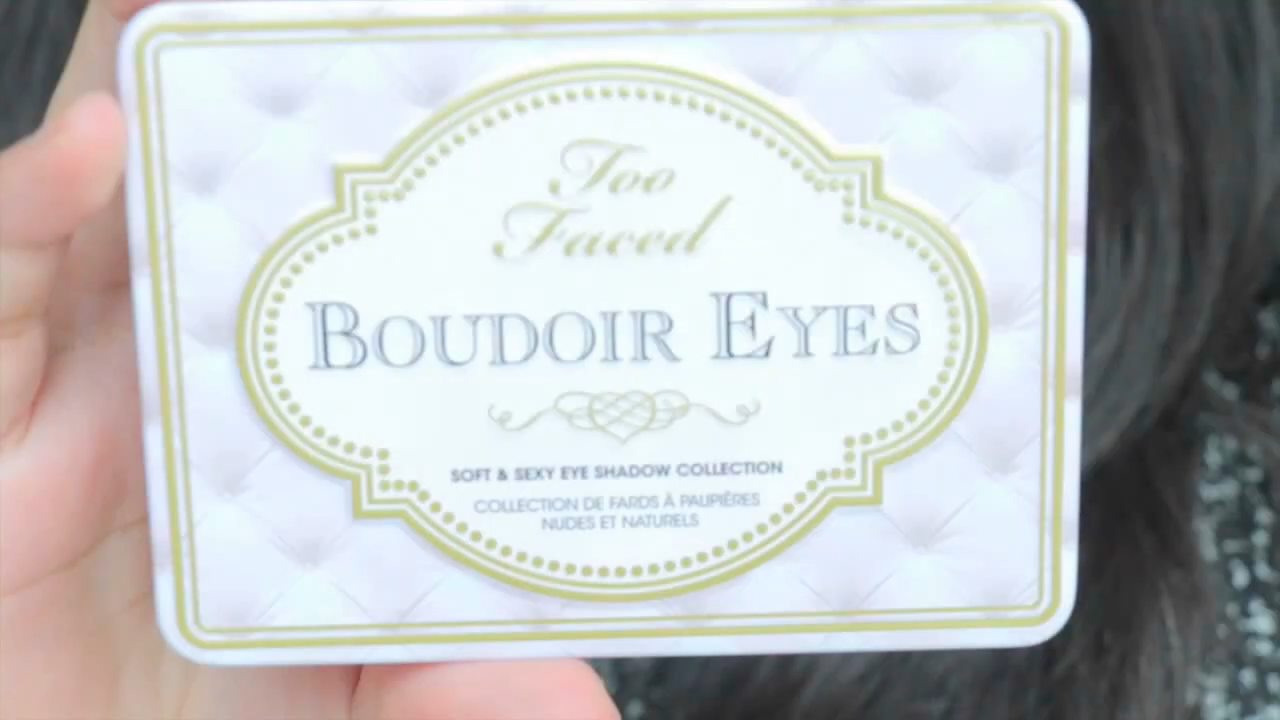 Too
Faced
BOUDOIR EYES
SOFT & SEXY EYE SHADOW COLLECTION
COLLECTION DE FARDS À PAUPIÈRES
NUDES ET NATURELS